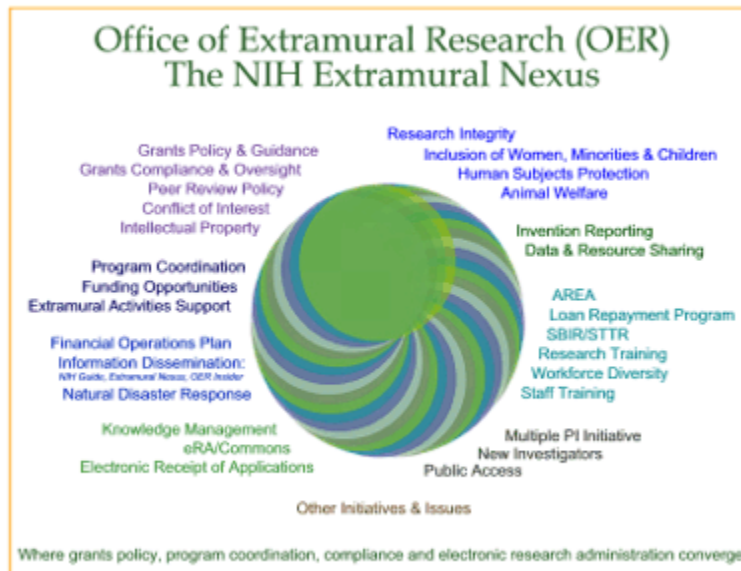 Office of Extramural Research (OER)
The NIH Extramural Nexus
Grants Policy & Guidance
Grants Compliance & Oversight
Peer Review Policy
Conflict of Interest
Intellectual Property
Program Coordination
Funding Opportunities
Extramural Activities Support
Financial Operations Plan
Information Dissemination:
NIH Guide, Extramural Nexus, OER Insider
Natural Disaster Response
Knowledge Management
eRA/Commons
Electronic Receipt of Applications
Research Integrity
Inclusion of Women, Minorities & Children
Human Subjects Protection
Animal Welfare
Invention Reporting
Data & Resource Sharing
AREA
Loan Repayment Program
SBIR/STTR
Research Training
Workforce Diversity
Staff Training
Multiple PI Initiative
New Investigators
Public Access
Other Initiatives & Issues
Where grants policy, program coordination, compliance and electronic research administration converge